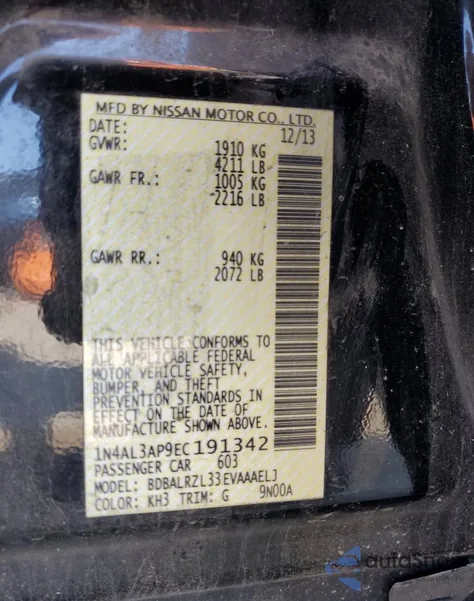 MFD BY NISSAN MOTOR CO., LTD.
DATE: 12/13
GVWR: 1910 KG
4211 LB
GAWR FR.: 1005 KG
2216 LB
GAWR RR.: 940 KG
2072 LB
THIS VEHICLE CONFORMS TO
ALL APPLICABLE FEDERAL
MOTOR VEHICLE SAFETY,
BUMPER, AND THEFT
PREVENTION STANDARDS IN
EFFECT ON THE DATE OF
MANUFACTURE SHOWN ABOVE.
1N4AL3AP9EC191342
PASSENGER CAR 603
MODEL: BDBALRZL33EVAAAELJ
COLOR: KH3 TRIM: G 9N00A